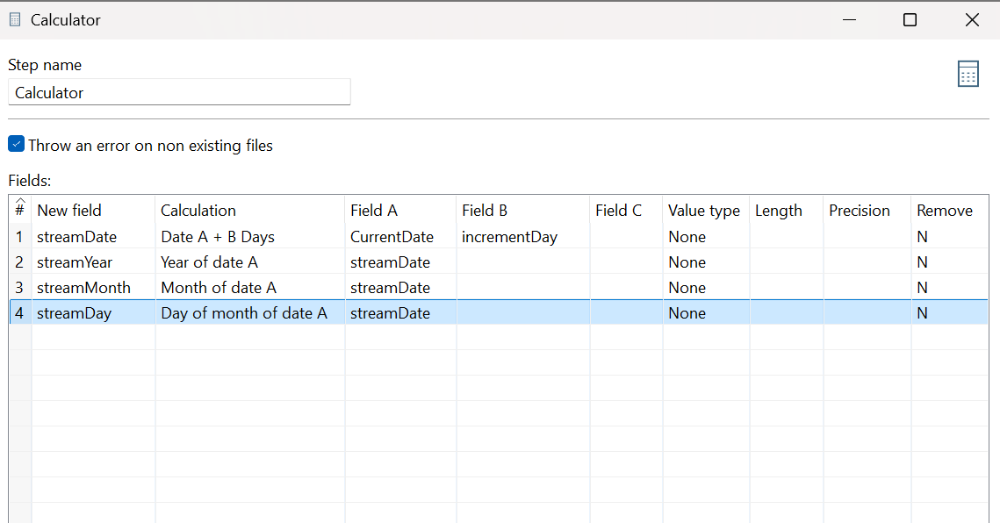 Calculator
Step name
Calculator
Throw an error on non existing files
Fields:
# New field Calculation Field A Field B Field C Value type Length Precision Remove
1 streamDate Date A + B Days CurrentDate incrementDay None N
2 streamYear Year of date A streamDate None N
3 streamMonth Month of date A streamDate None N
4 streamDay Day of month of date A streamDate None N